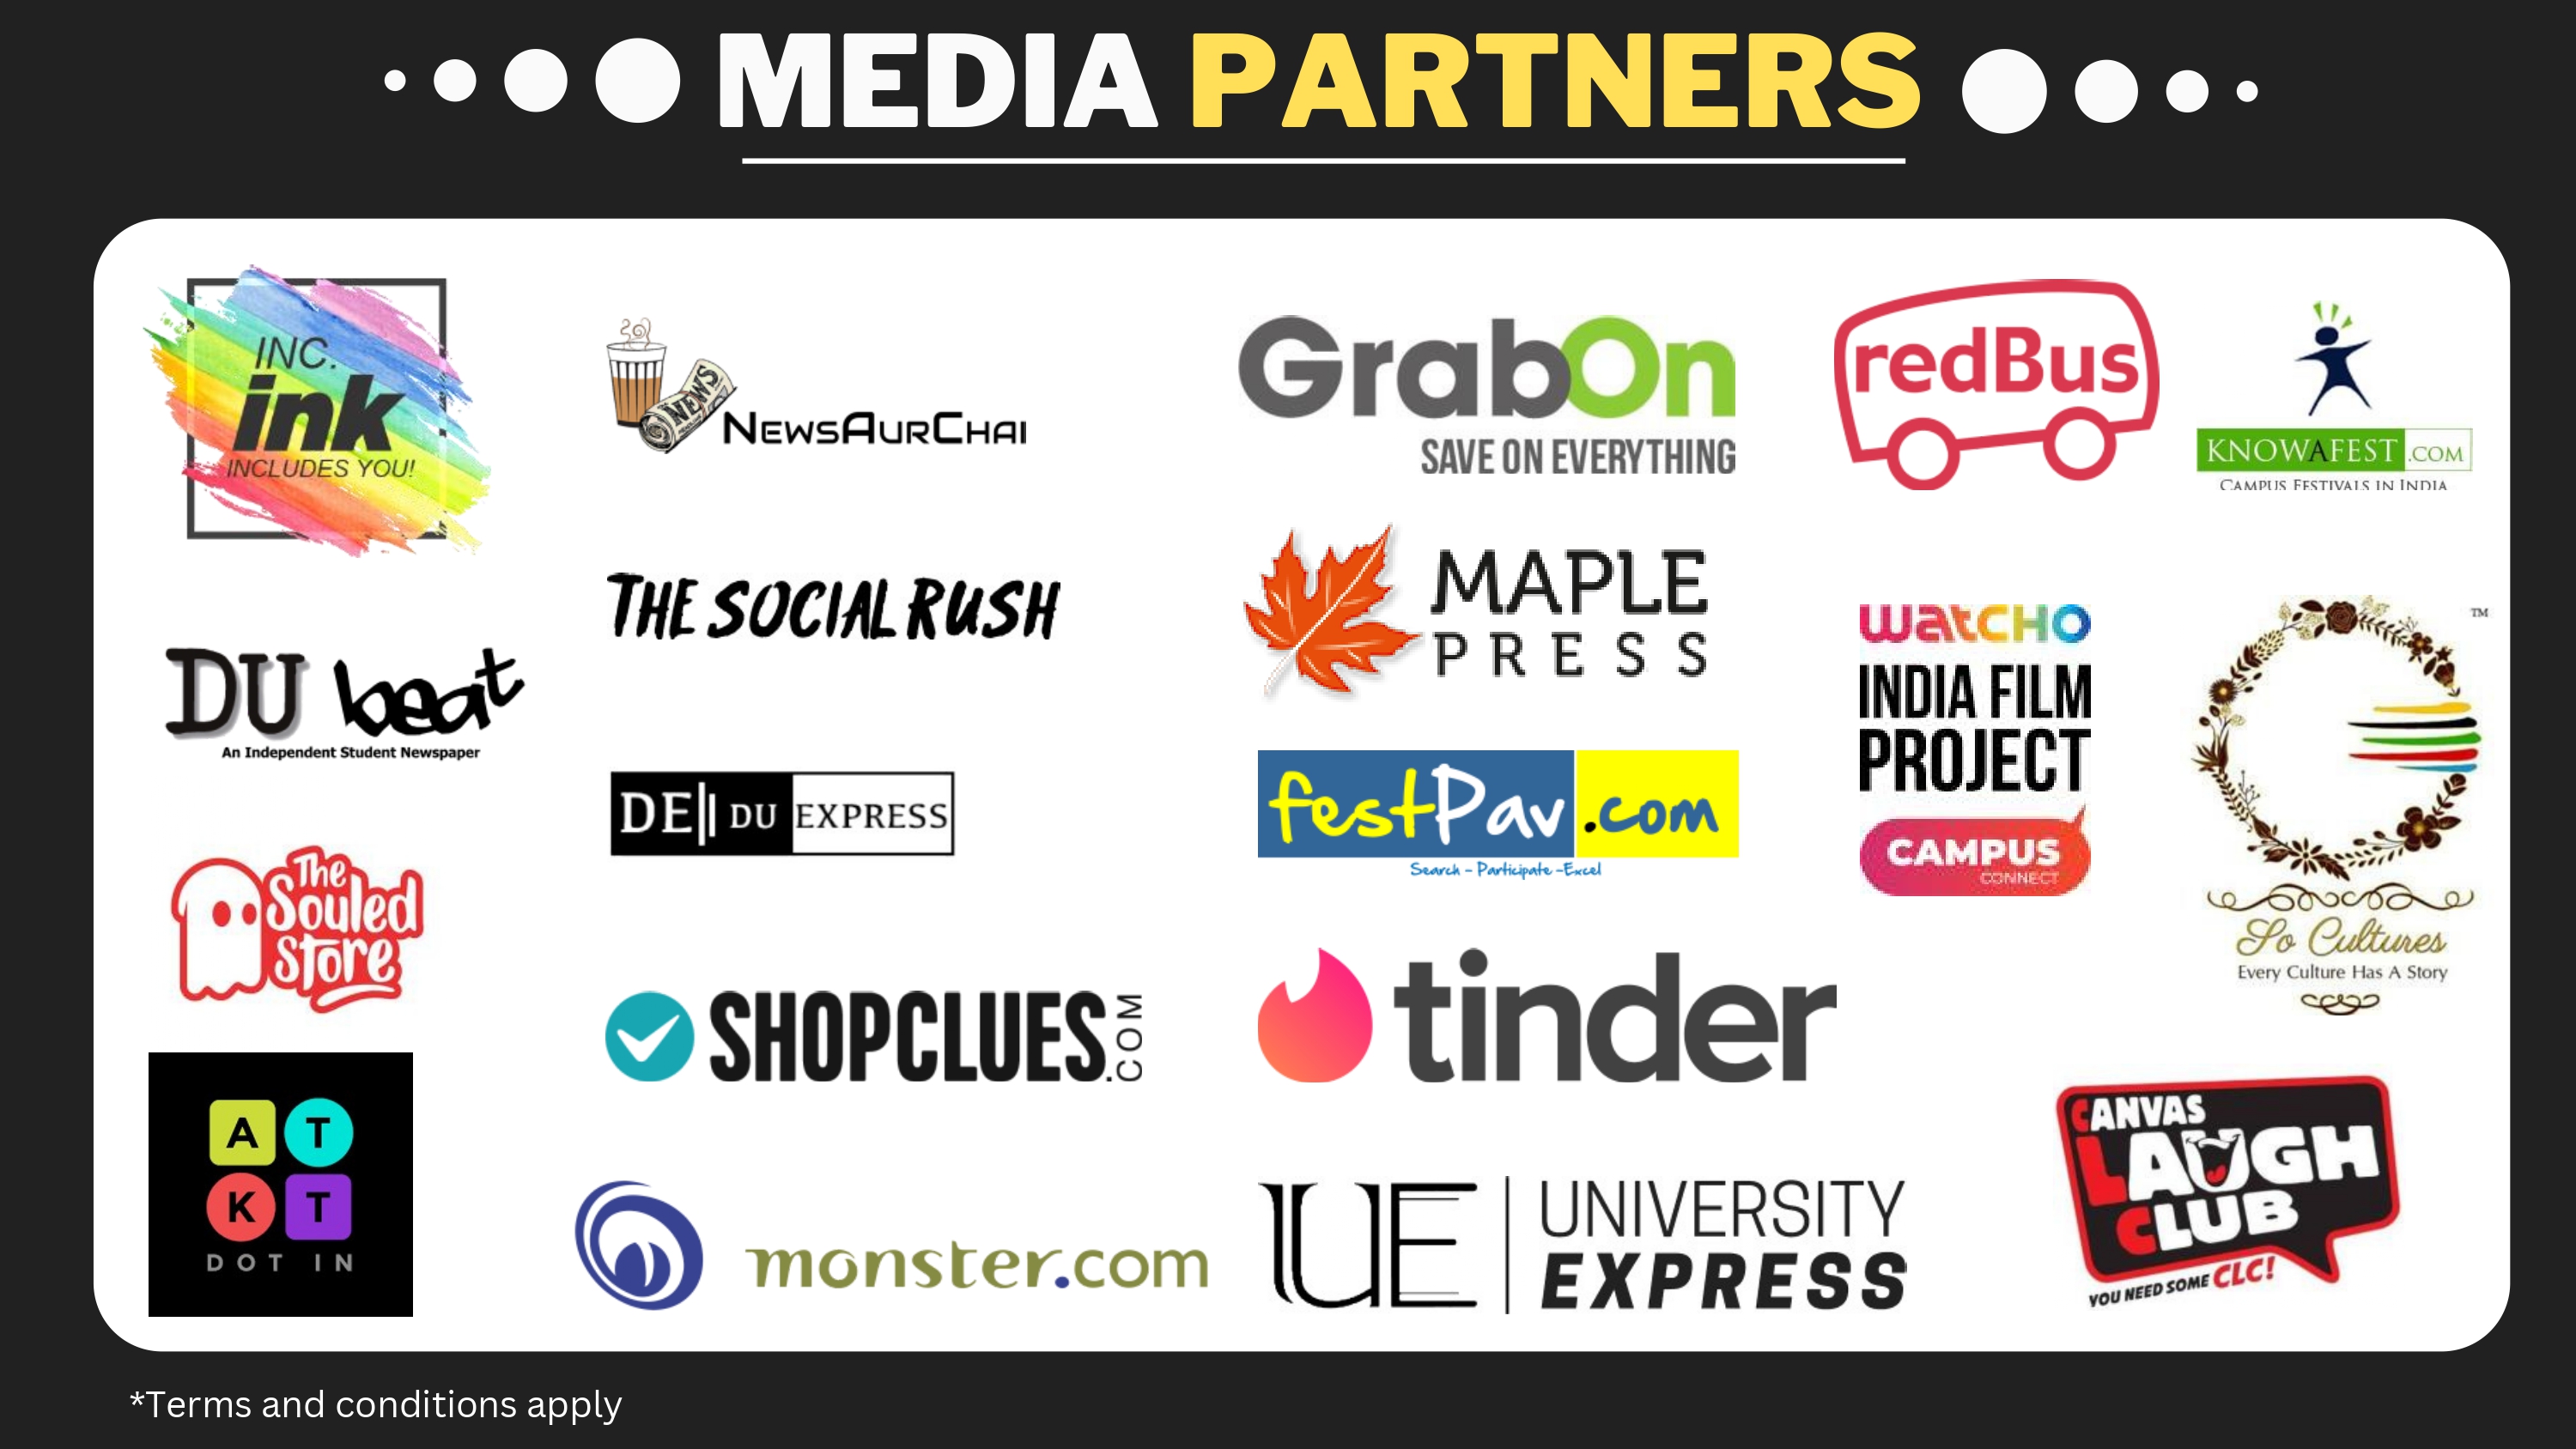 MEDIA PARTNERS
INC.
ink
INCLUDES YOU!
DU beat
An Independent Student Newspaper
The
Souled
Store
A T
K T
DOT IN
NEWS
NEWSAURCHAI
THE SOCIAL RUSH
DE|| DU EXPRESS
SHOPCLUES.COM
monster.com
GrabOn
SAVE ON EVERYTHING
MAPLE
PRESS
festPav.com
Search - Participate -Excel
tinder
UE UNIVERSITY
EXPRESS
redBus
KNOWAFEST.COM
CAMPUS FESTIVALS IN INDIA
WATCHO
INDIA FILM
PROJECT
CAMPUS
CONNECT
TM
So Cultures
Every Culture Has A Story
CANVAS
LAUGH
CLUB
YOU NEED SOME CLC!
*Terms and conditions apply